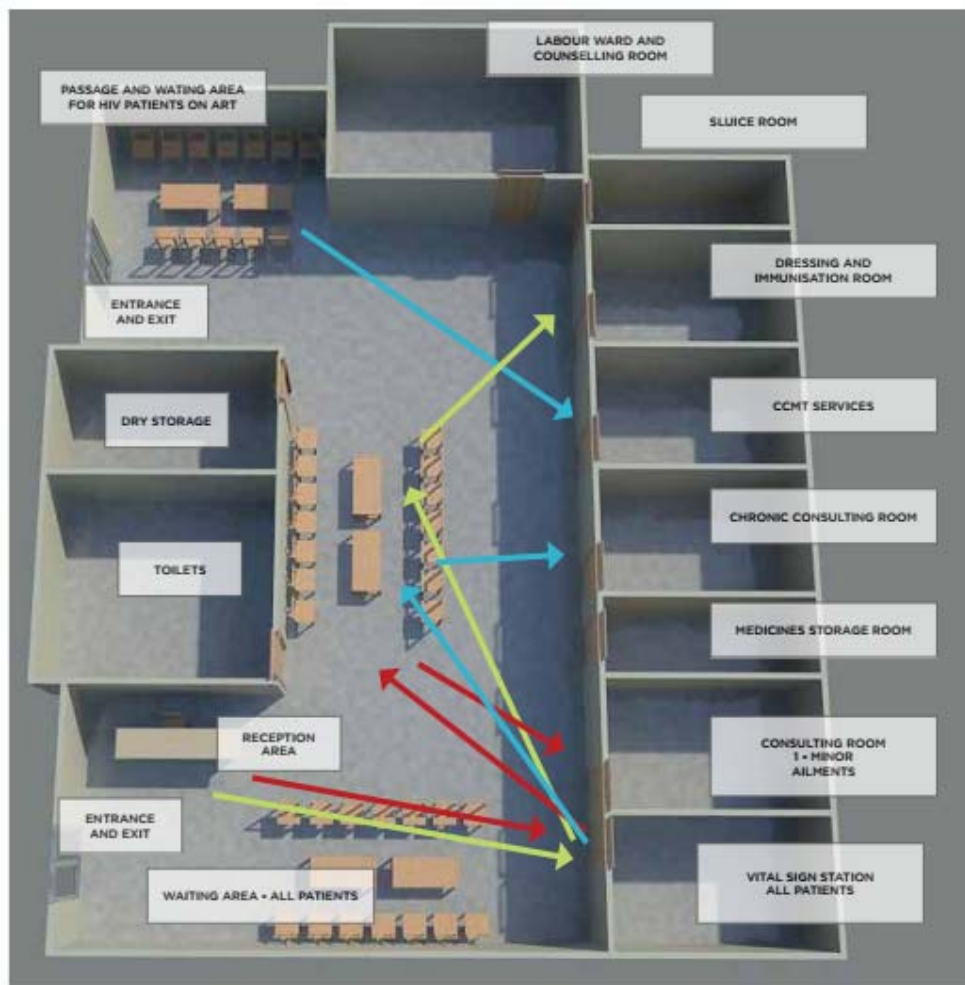 LABOUR WARD AND
COUNSELLING ROOM
PASSAGE AND WATING AREA
FOR HIV PATIENTS ON ART
SLUICE ROOM
DRESSING AND
IMMUNISATION ROOM
ENTRANCE
AND EXIT
DRY STORAGE
CCMT SERVICES
CHRONIC CONSULTING ROOM
TOILETS
MEDICINES STORAGE ROOM
RECEPTION
AREA
CONSULTING ROOM
1 • MINOR
AILMENTS
ENTRANCE
AND EXIT
WAITING AREA • ALL PATIENTS
VITAL SIGN STATION
ALL PATIENTS